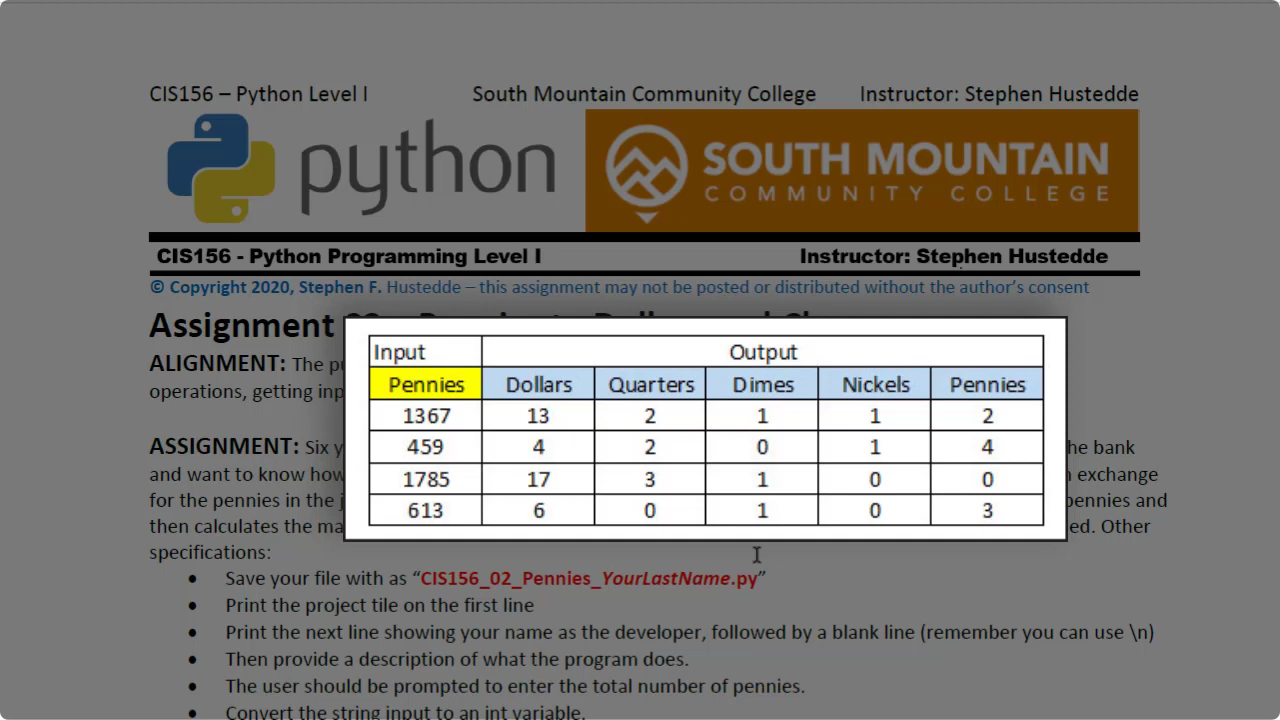 CIS156 – Python Level I South Mountain Community College Instructor: Stephen Hustedde
python SOUTH MOUNTAIN
COMMUNITY COLLEGE
CIS156 - Python Programming Level I Instructor: Stephen Hustedde
© Copyright 2020, Stephen F. Hustedde – this assignment may not be posted or distributed without the author's consent
Assignment
ALIGNMENT: The
operations, getting
Input Output
Pennies Dollars Quarters Dimes Nickels Pennies
1367 13 2 1 1 2
459 4 2 0 1 4
1785 17 3 1 0 0
613 6 0 1 0 3
ASSIGNMENT: Six the bank
and want to know how exchange
for the pennies in the pennies and
then calculates the Other
specifications:
• Save your file with as “CIS156_02_Pennies_YourLastName.py”
• Print the project tile on the first line
• Print the next line showing your name as the developer, followed by a blank line (remember you can use \n)
• Then provide a description of what the program does.
• The user should be prompted to enter the total number of pennies.
• Convert the string input to an int variable.